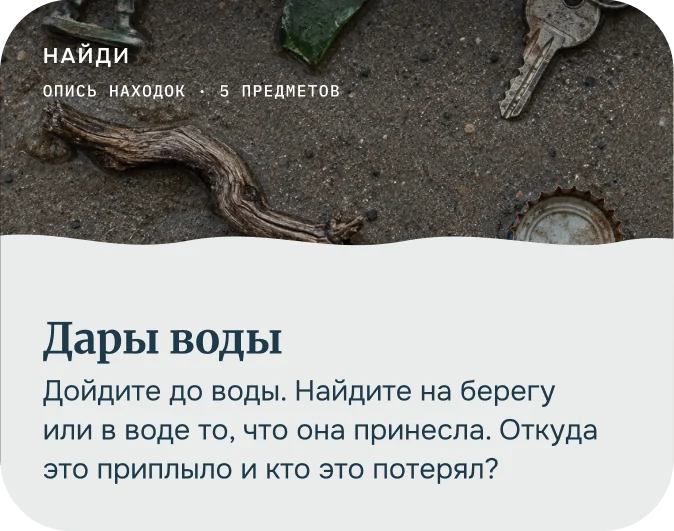 НАЙДИ
ОПИСЬ НАХОДОК · 5 ПРЕДМЕТОВ
Дары воды
Дойдите до воды. Найдите на берегу
или в воде то, что она принесла. Откуда
это приплыло и кто это потерял?